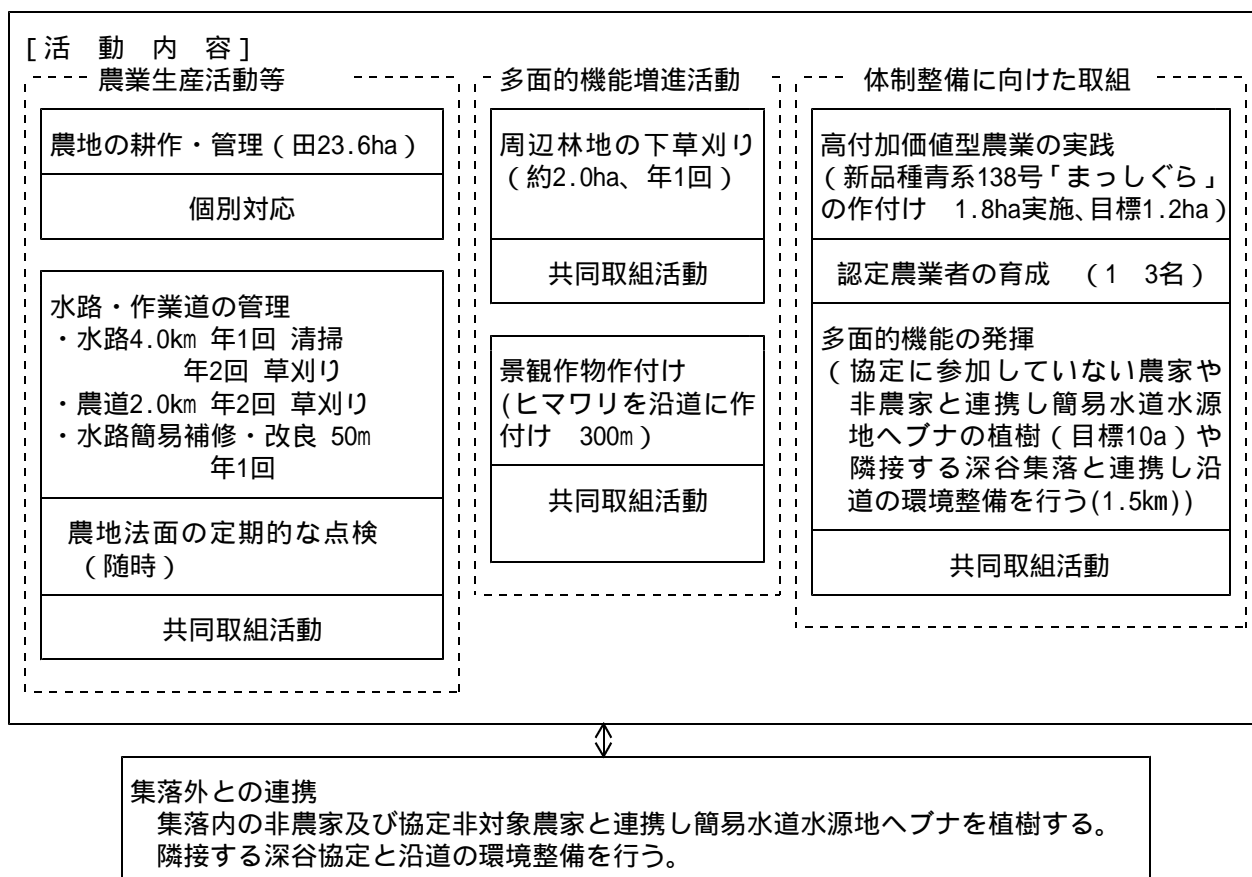 [活 動 内 容]
農業生産活動等
農地の耕作・管理(田23.6ha)
個別対応
水路・作業道の管理
・水路4.0km 年1回 清掃
年2回 草刈り
・農道2.0km 年2回 草刈り
・水路簡易補修・改良 50m
年1回
農地法面の定期的な点検
(随時)
共同取組活動
多面的機能増進活動
周辺林地の下草刈り
(約2.0ha、年1回)
共同取組活動
景観作物作付け
(ヒマワリを沿道に作
付け 300m)
共同取組活動
体制整備に向けた取組
高付加価値型農業の実践
(新品種青系138号「まっしぐら」
の作付け 1.8ha実施、目標1.2ha)
認定農業者の育成 (1 3名)
多面的機能の発揮
(協定に参加していない農家や
非農家と連携し簡易水道水源
地へブナの植樹(目標10a)や
隣接する深谷集落と連携し沿
道の環境整備を行う(1.5km))
共同取組活動
集落外との連携
集落内の非農家及び協定非対象農家と連携し簡易水道水源地へブナを植樹する。
隣接する深谷協定と沿道の環境整備を行う。